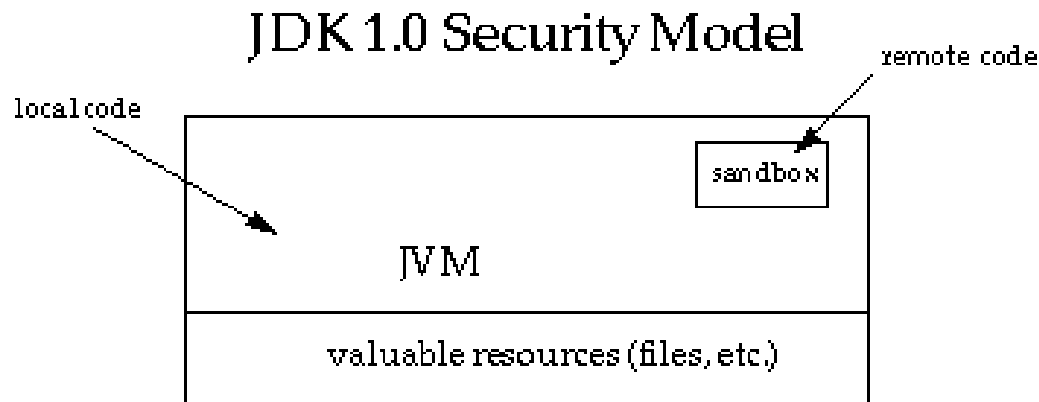 JDK 1.0 Security Model
remote code
local code
sandbox
JVM
valuable resources (files, etc.)